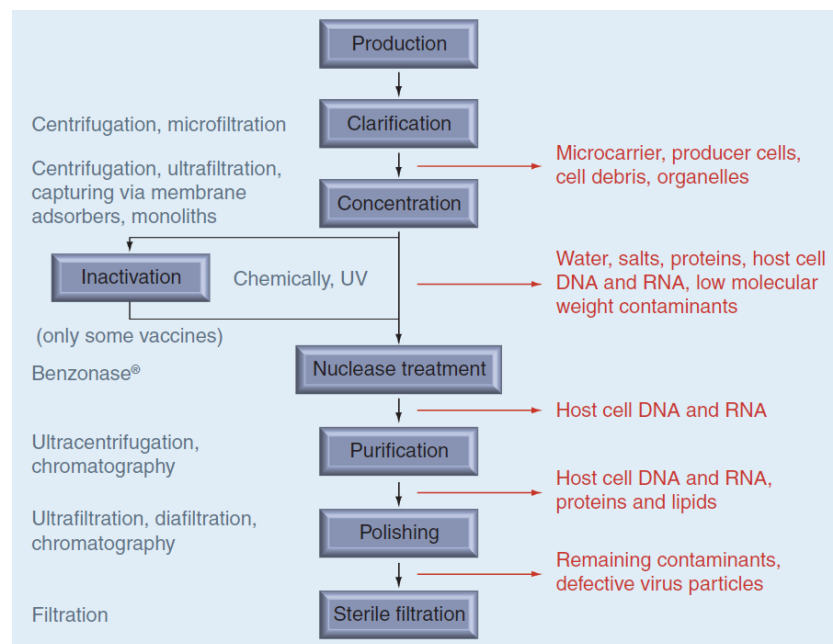 Production
Centrifugation, microfiltration
Clarification
Microcarrier, producer cells,
cell debris, organelles
Centrifugation, ultrafiltration,
capturing via membrane
adsorbers, monoliths
Concentration
Water, salts, proteins, host cell
DNA and RNA, low molecular
weight contaminants
Inactivation
Chemically, UV
(only some vaccines)
Benzonase®
Nuclease treatment
Host cell DNA and RNA
Ultracentrifugation,
chromatography
Purification
Host cell DNA and RNA,
proteins and lipids
Ultrafiltration, diafiltration,
chromatography
Polishing
Remaining contaminants,
defective virus particles
Filtration
Sterile filtration